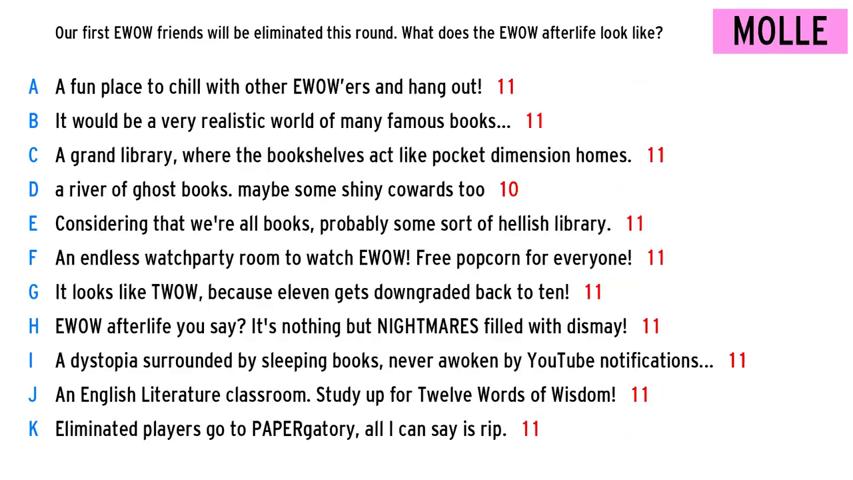 Our first EWOW friends will be eliminated this round. What does the EWOW afterlife look like?
MOLLE
A A fun place to chill with other EWOW'ers and hang out! 11
B It would be a very realistic world of many famous books... 11
C A grand library, where the bookshelves act like pocket dimension homes. 11
D a river of ghost books. maybe some shiny cowards too 10
E Considering that we're all books, probably some sort of hellish library. 11
F An endless watchparty room to watch EWOW! Free popcorn for everyone! 11
G It looks like TWOW, because eleven gets downgraded back to ten! 11
H EWOW afterlife you say? It's nothing but NIGHTMARES filled with dismay! 11
I A dystopia surrounded by sleeping books, never awoken by YouTube notifications... 11
J An English Literature classroom. Study up for Twelve Words of Wisdom! 11
K Eliminated players go to PAPERgatory, all I can say is rip. 11